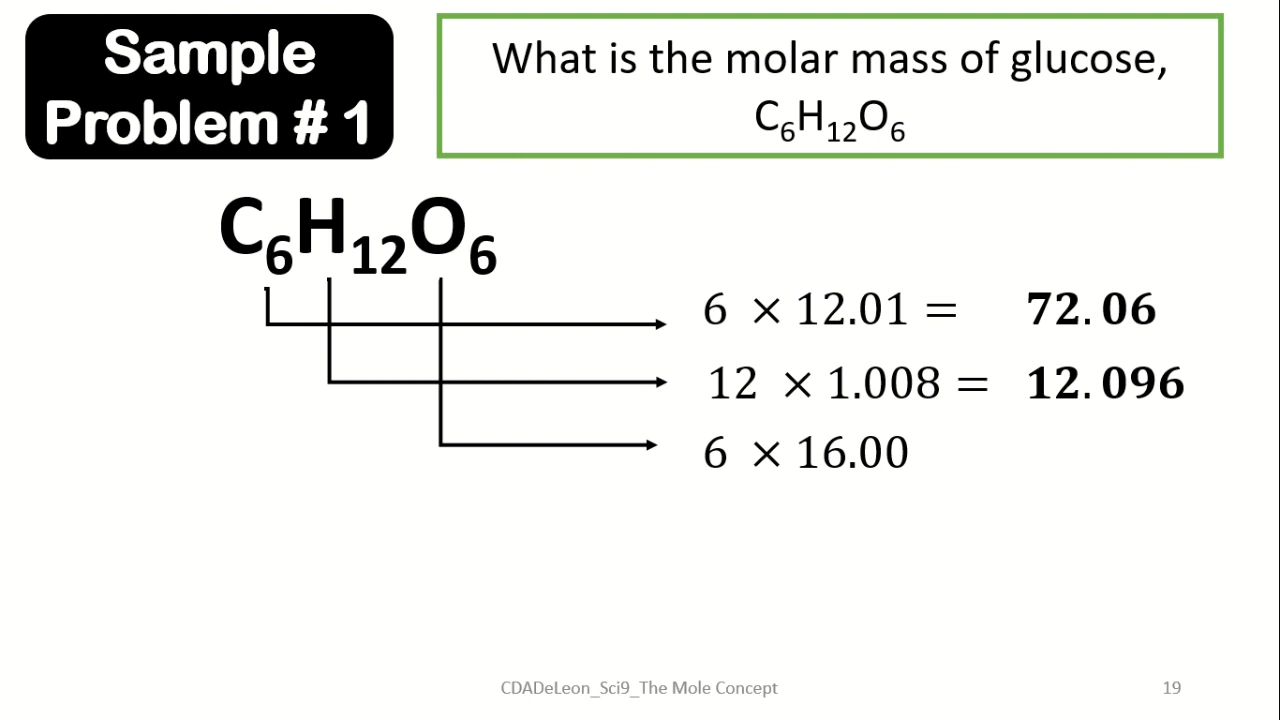 Sample
Problem # 1
What is the molar mass of glucose,
C₆H₁₂O₆
C₆H₁₂O₆
6 × 12.01 = 72.06
12 × 1.008 = 12.096
6 × 16.00
CDADeLeon_Sci9_The Mole Concept
19